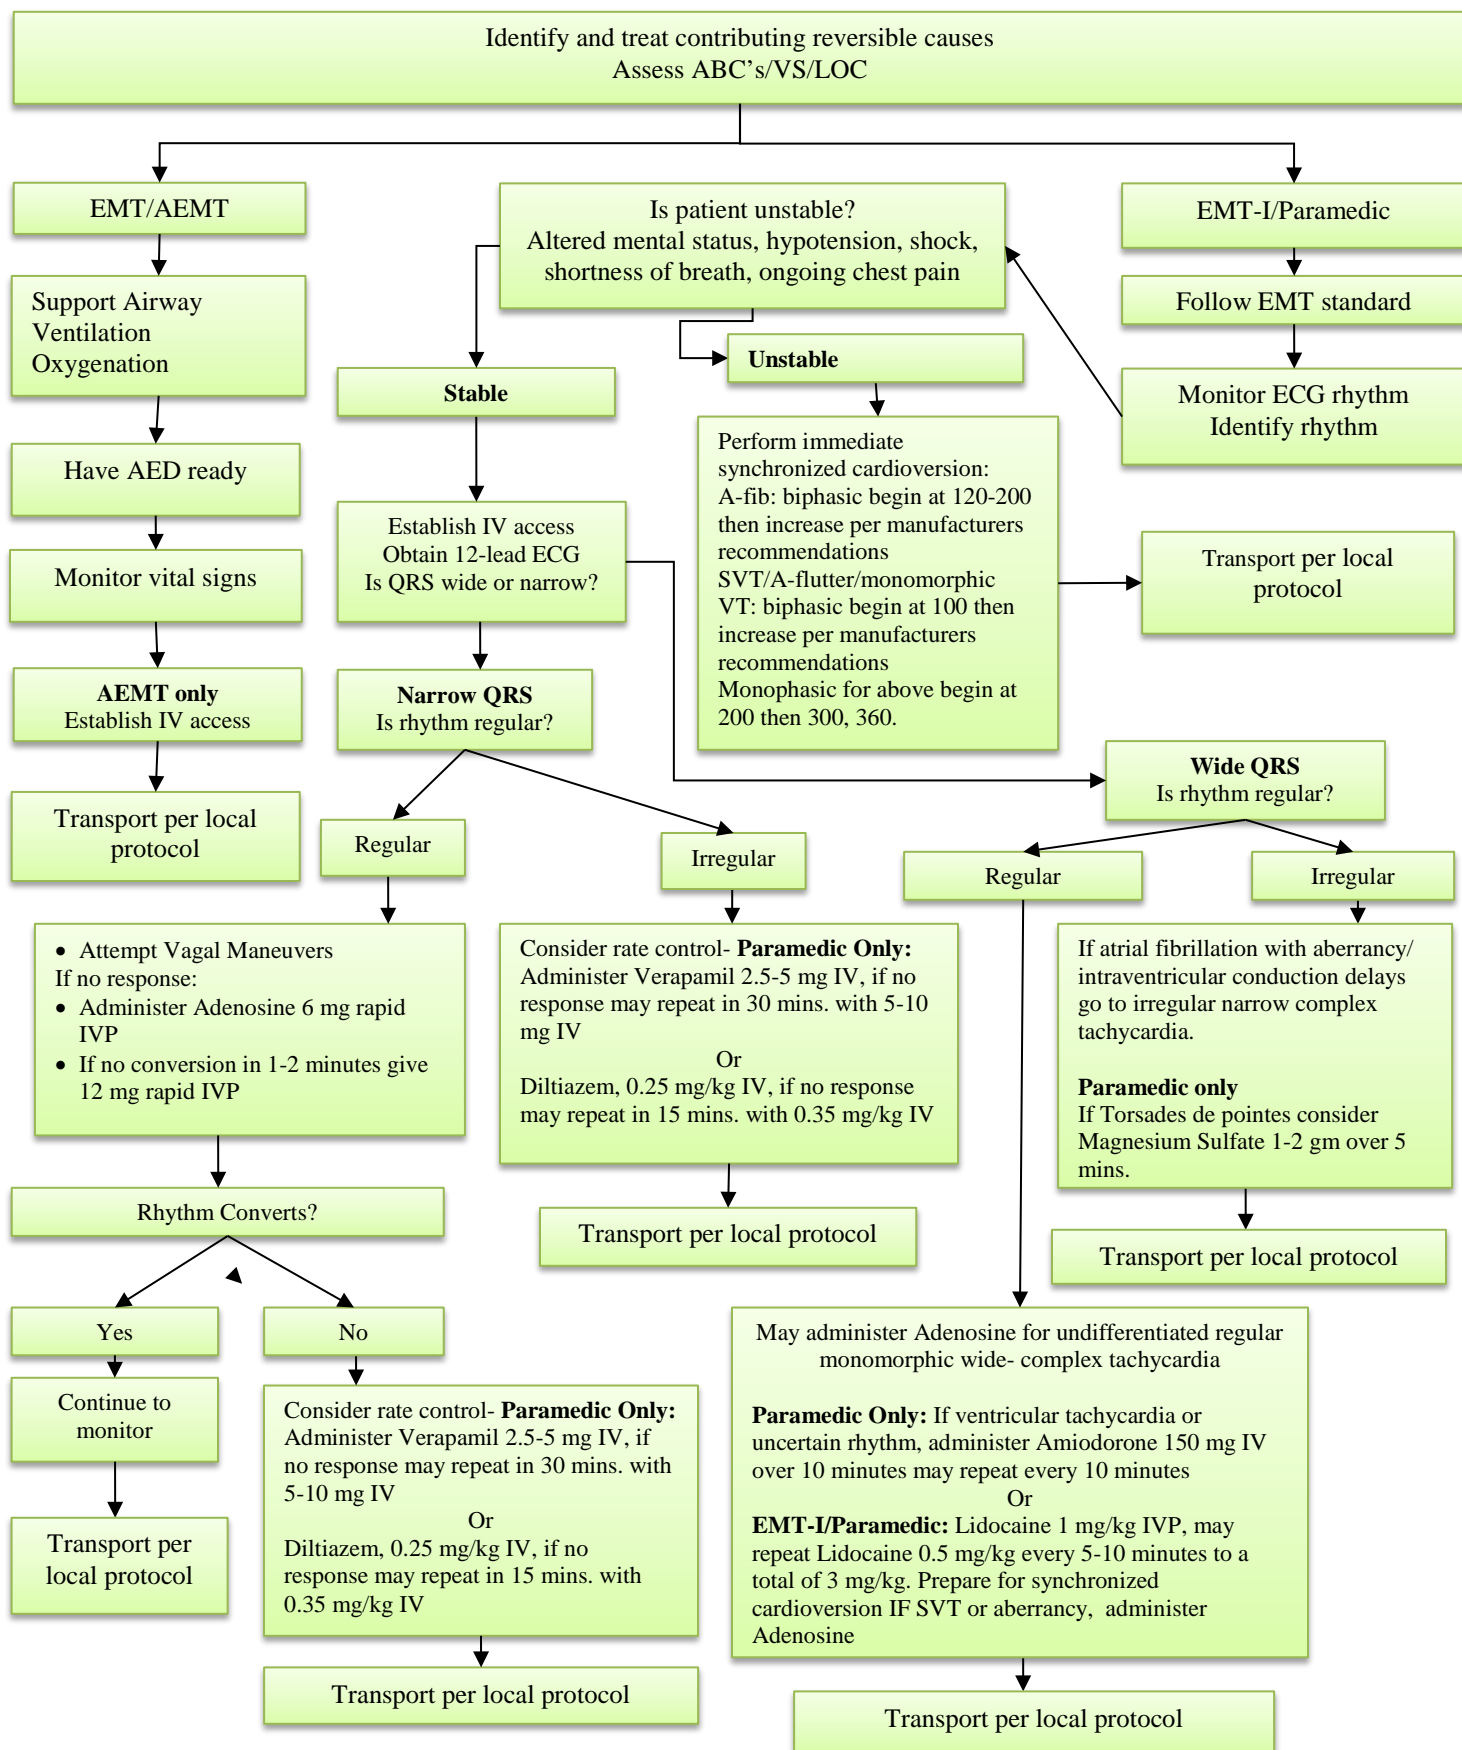 Identify and treat contributing reversible causes
Assess ABC’s/VS/LOC
EMT/AEMT
Support Airway
Ventilation
Oxygenation
Have AED ready
Monitor vital signs
AEMT only
Establish IV access
Transport per local
protocol
EMT-I/Paramedic
Follow EMT standard
Monitor ECG rhythm
Identify rhythm
Is patient unstable?
Altered mental status, hypotension, shock,
shortness of breath, ongoing chest pain
Unstable
Perform immediate
synchronized cardioversion:
A-fib: biphasic begin at 120-200
then increase per manufacturers
recommendations
SVT/A-flutter/monomorphic
VT: biphasic begin at 100 then
increase per manufacturers
recommendations
Monophasic for above begin at
200 then 300, 360.
Transport per local
protocol
Stable
Establish IV access
Obtain 12-lead ECG
Is QRS wide or narrow?
Narrow QRS
Is rhythm regular?
Regular
• Attempt Vagal Maneuvers
If no response:
• Administer Adenosine 6 mg rapid
IVP
• If no conversion in 1-2 minutes give
12 mg rapid IVP
Rhythm Converts?
Yes
Continue to
monitor
Transport per
local protocol
No
Consider rate control- Paramedic Only:
Administer Verapamil 2.5-5 mg IV, if
no response may repeat in 30 mins. with
5-10 mg IV
Or
Diltiazem, 0.25 mg/kg IV, if no
response may repeat in 15 mins. with
0.35 mg/kg IV
Transport per local protocol
Irregular
Consider rate control- Paramedic Only:
Administer Verapamil 2.5-5 mg IV, if no
response may repeat in 30 mins. with 5-10
mg IV
Or
Diltiazem, 0.25 mg/kg IV, if no response
may repeat in 15 mins. with 0.35 mg/kg IV
Transport per local protocol
Wide QRS
Is rhythm regular?
Regular
May administer Adenosine for undifferentiated regular
monomorphic wide- complex tachycardia
Paramedic Only: If ventricular tachycardia or
uncertain rhythm, administer Amiodorone 150 mg IV
over 10 minutes may repeat every 10 minutes
Or
EMT-I/Paramedic: Lidocaine 1 mg/kg IVP, may
repeat Lidocaine 0.5 mg/kg every 5-10 minutes to a
total of 3 mg/kg. Prepare for synchronized
cardioversion IF SVT or aberrancy, administer
Adenosine
Transport per local protocol
Irregular
If atrial fibrillation with aberrancy/
intraventricular conduction delays
go to irregular narrow complex
tachycardia.
Paramedic only
If Torsades de pointes consider
Magnesium Sulfate 1-2 gm over 5
mins.
Transport per local protocol